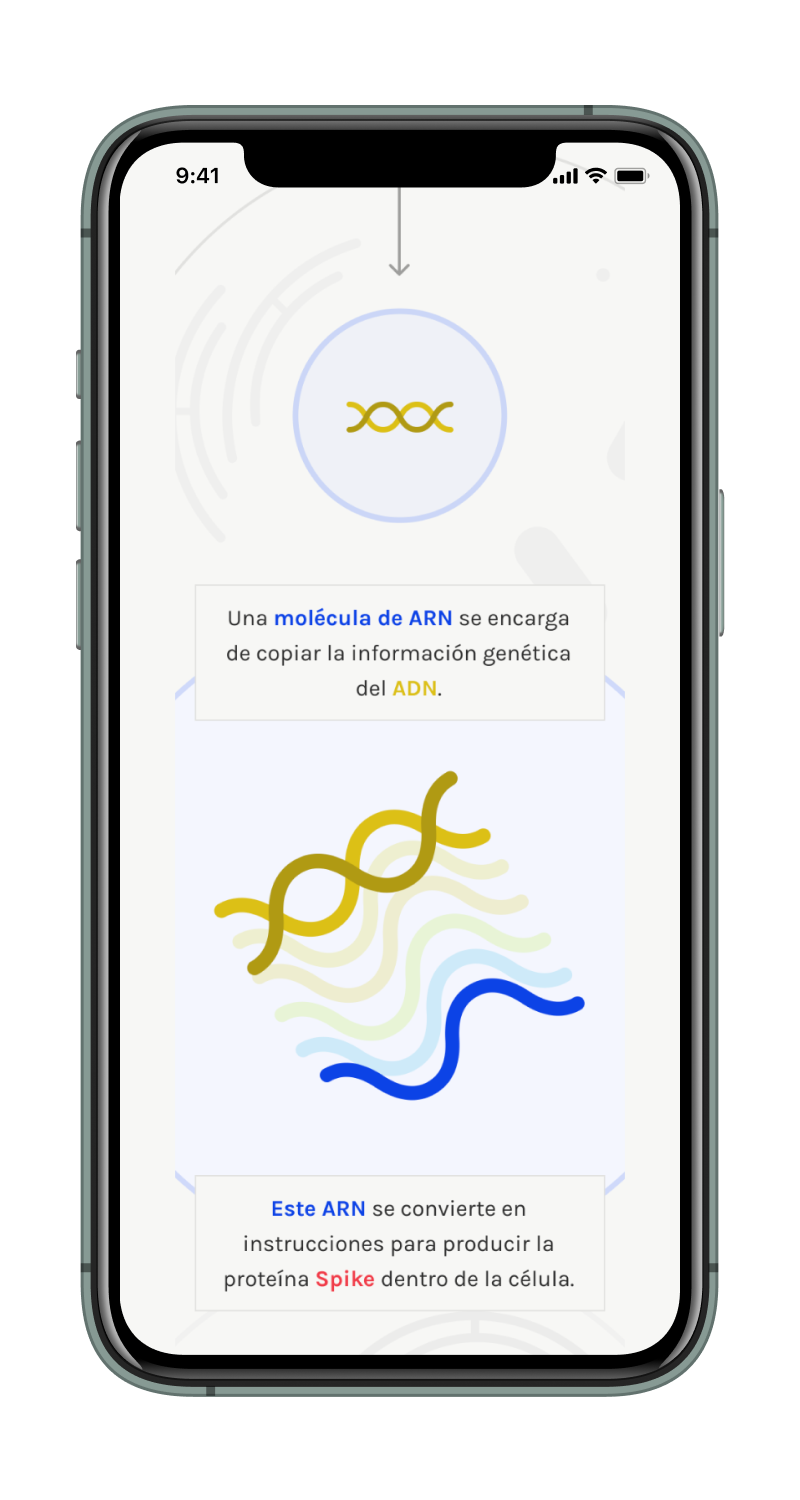 9:41
Una molécula de ARN se encarga
de copiar la información genética
del ADN.
Este ARN se convierte en
instrucciones para producir la
proteína Spike dentro de la célula.